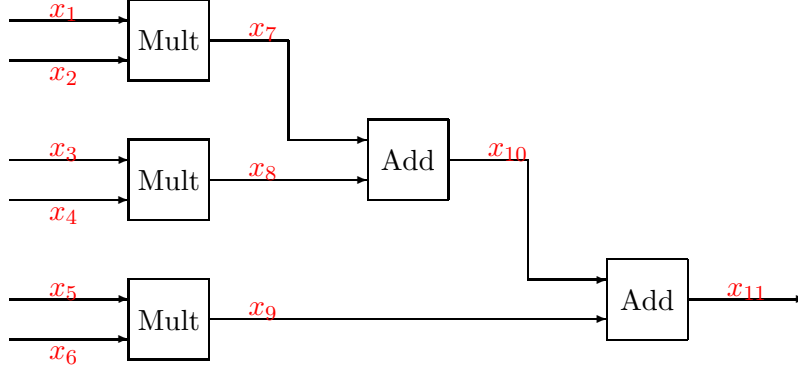 x₁
Mult
x₇
x₂
x₃
Mult
x₈
Add
x₁₀
x₄
x₅
Mult
x₉
Add
x₁₁
x₆